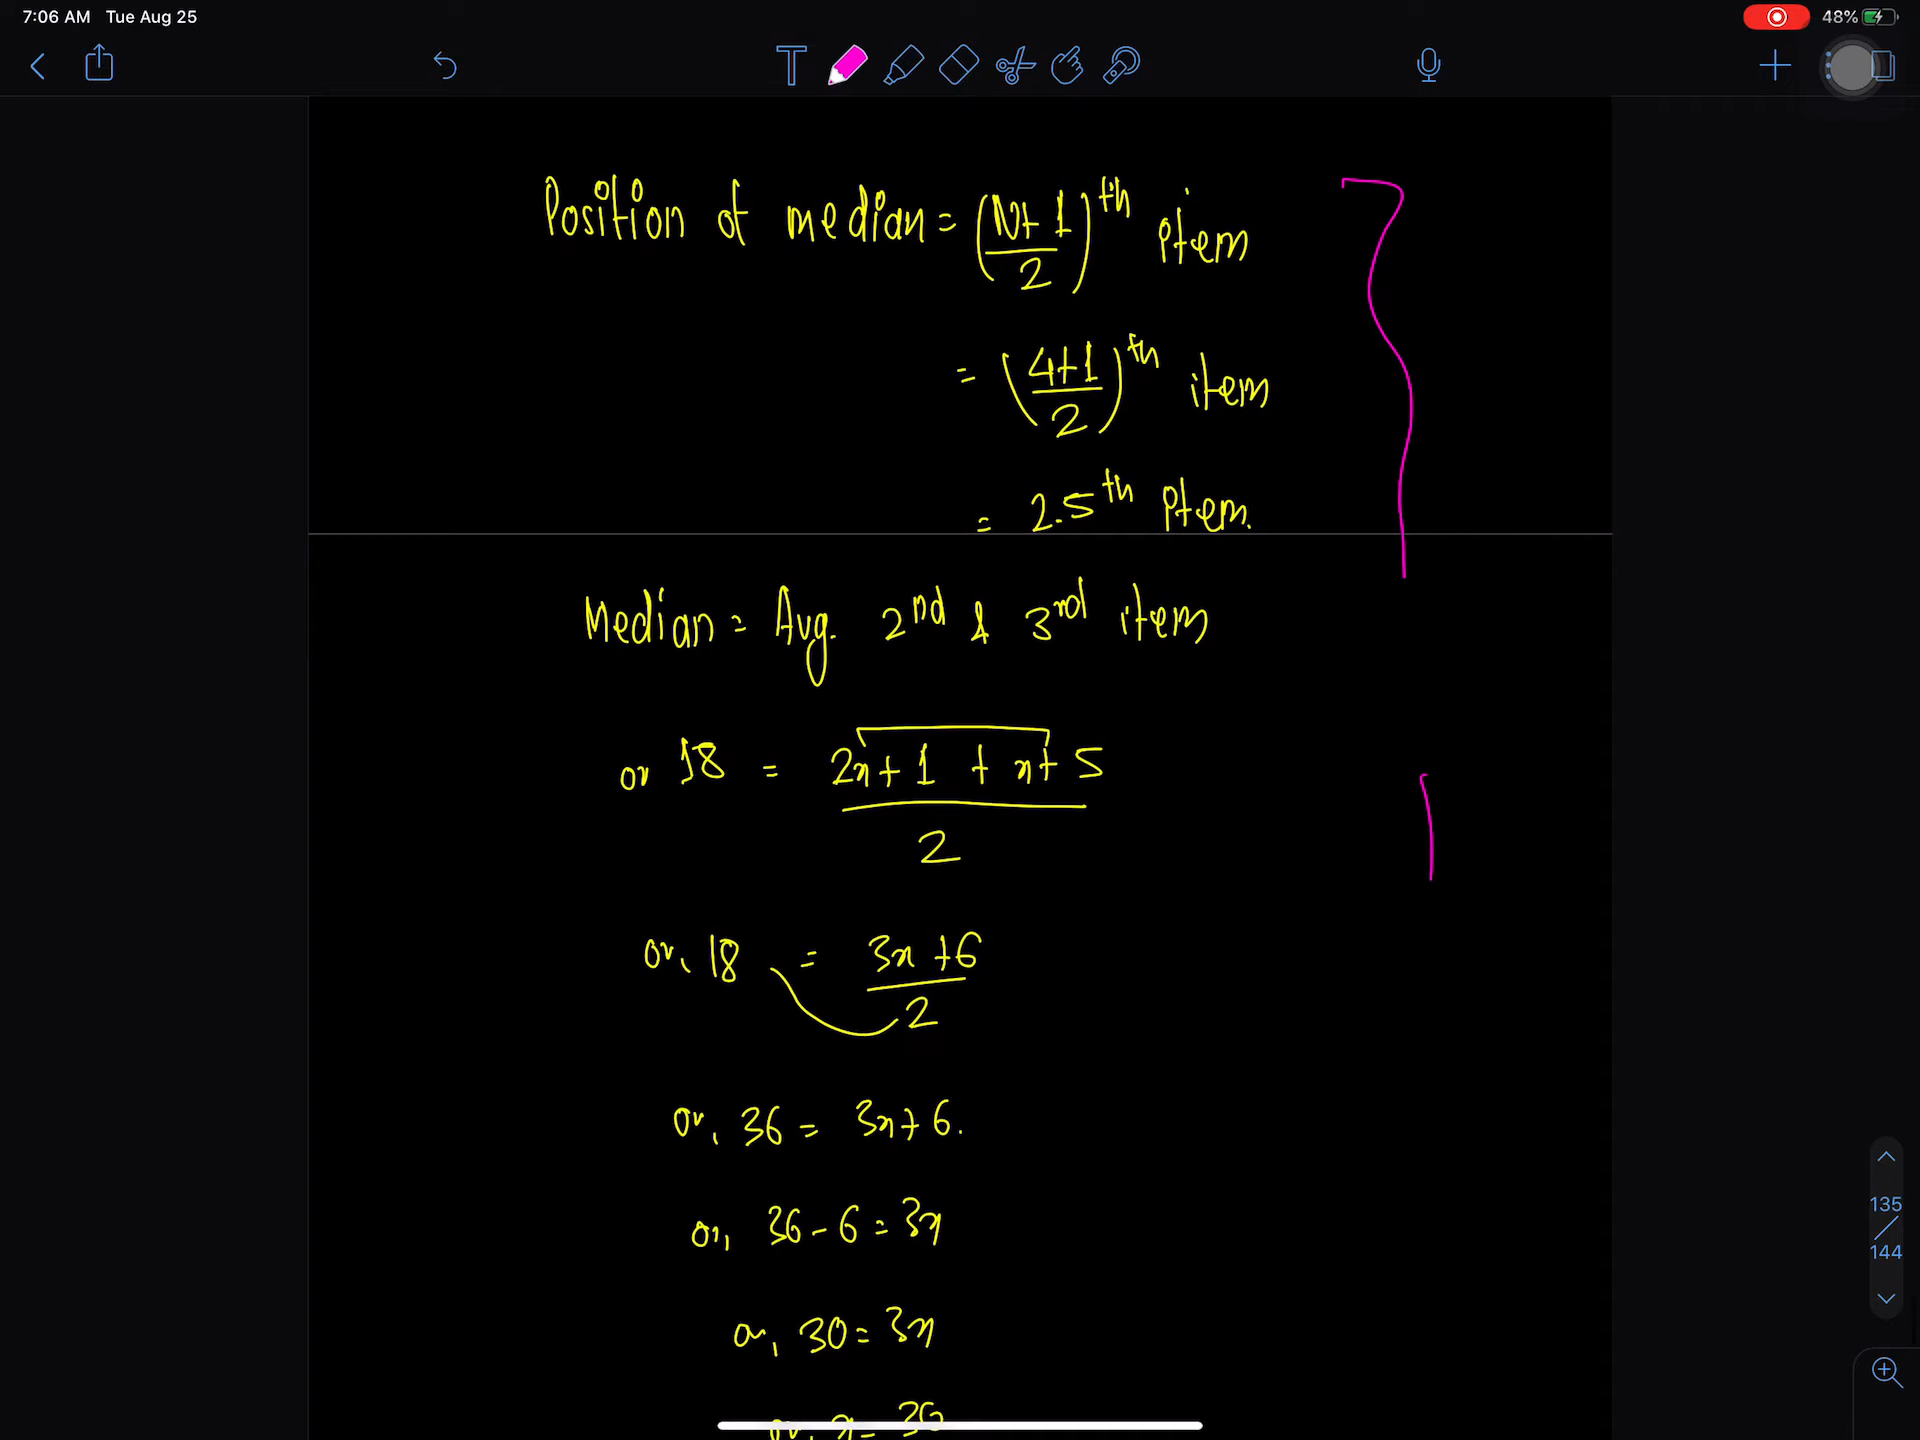 7:06 AM Tue Aug 25
48%
Position of median = (N+1/2)th item
= (4+1/2)th item
= 2.5th item.
Median = Avg. 2nd & 3rd item
or 18 = 2x+1 + x+5 / 2
or, 18 = 3x+6 / 2
or, 36 = 3x+6.
or, 36-6 = 3x
or, 30 = 3x
135
144